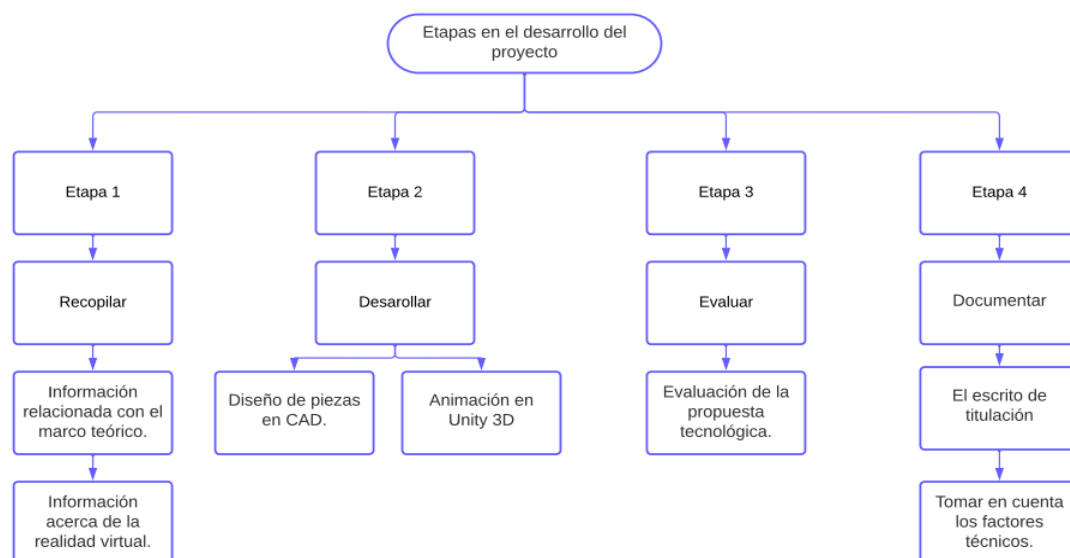 Etapas en el desarrollo del
proyecto
Etapa 1
Etapa 2
Etapa 3
Etapa 4
Recopilar
Desarollar
Evaluar
Documentar
Información
relacionada con el
marco teórico.
Diseño de piezas
en CAD.
Animación en
Unity 3D
Evaluación de la
propuesta
tecnológica.
El escrito de
titulación
Información
acerca de la
realidad virtual.
Tomar en cuenta
los factores
técnicos.